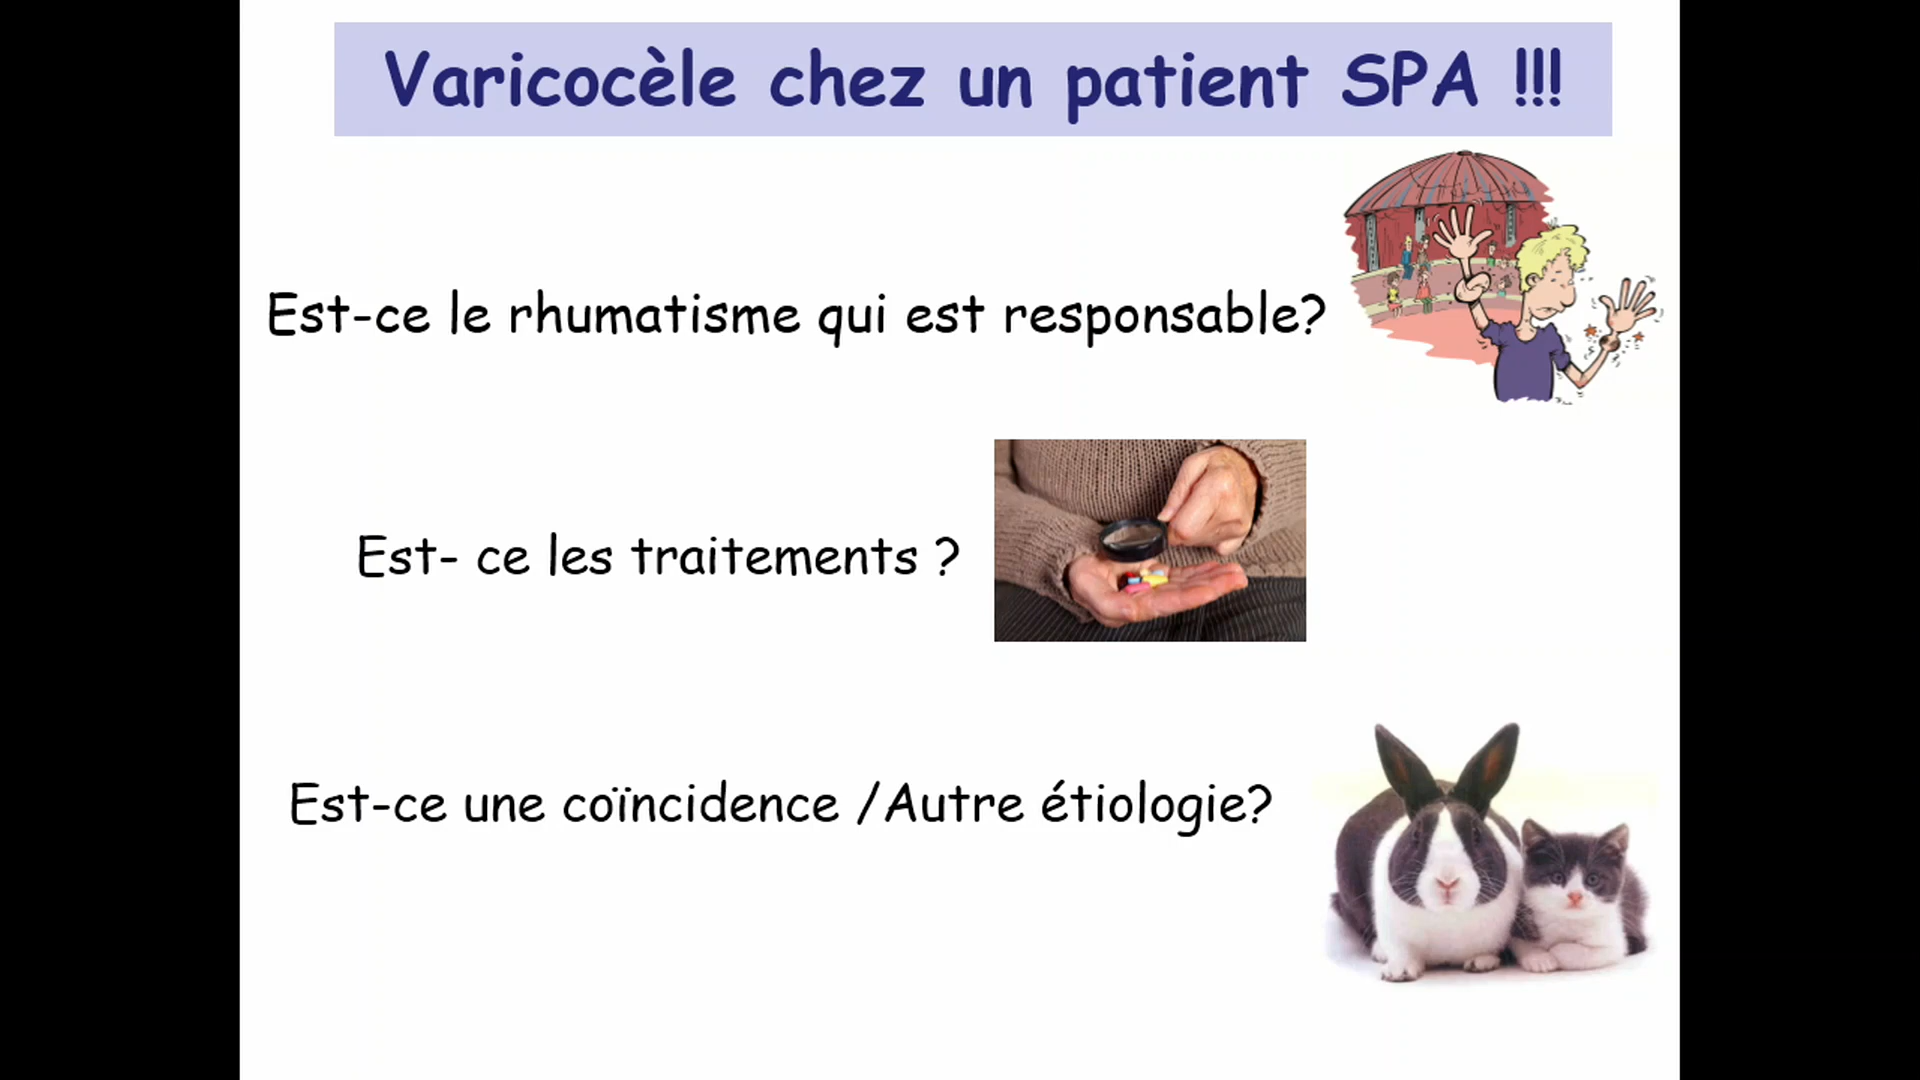 Varicocèle chez un patient SPA !!!
Est-ce le rhumatisme qui est responsable?
Est- ce les traitements ?
Est-ce une coïncidence /Autre étiologie?